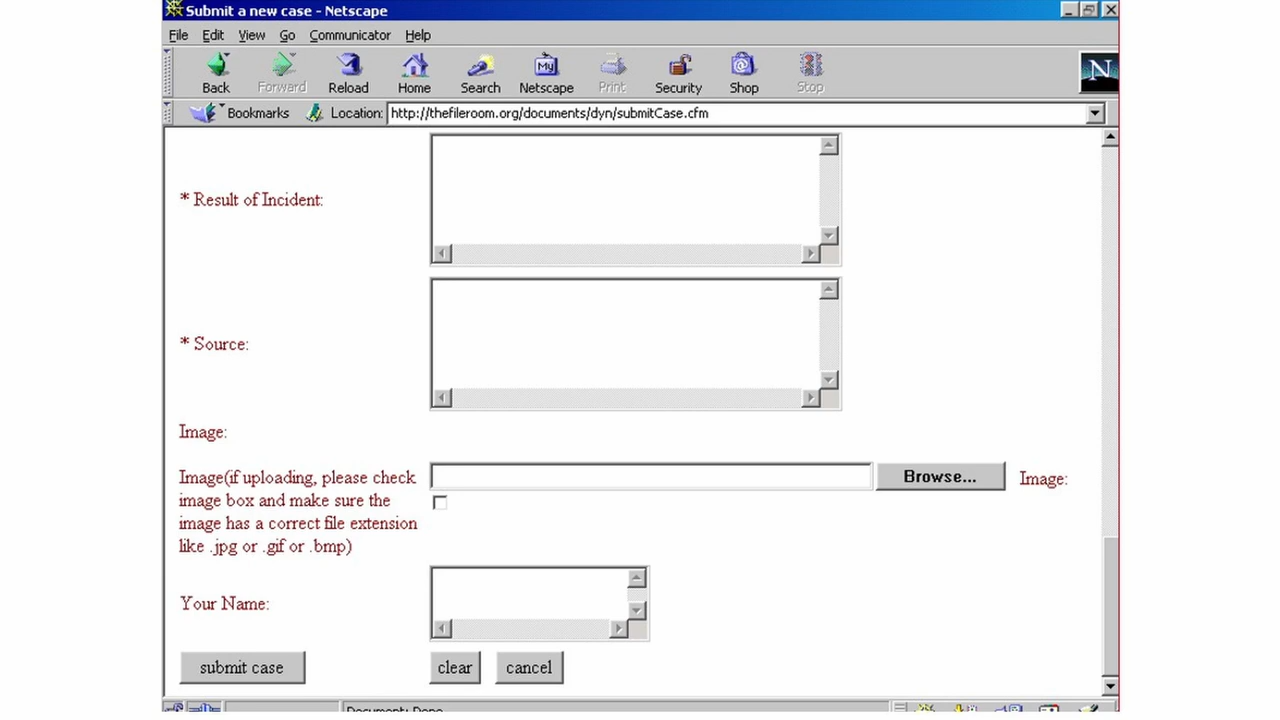 Submit a new case - Netscape
File Edit View Go Communicator Help
Back Forward Reload Home Search Netscape Print Security Shop Stop
My
N
Bookmarks Location: http://thefileroom.org/documents/dyn/submitCase.cfm
* Result of Incident:
* Source:
Image:
Image(if uploading, please check
image box and make sure the
image has a correct file extension
like .jpg or .gif or .bmp)
Browse...
Image:
Your Name:
submit case clear cancel
Document: Done